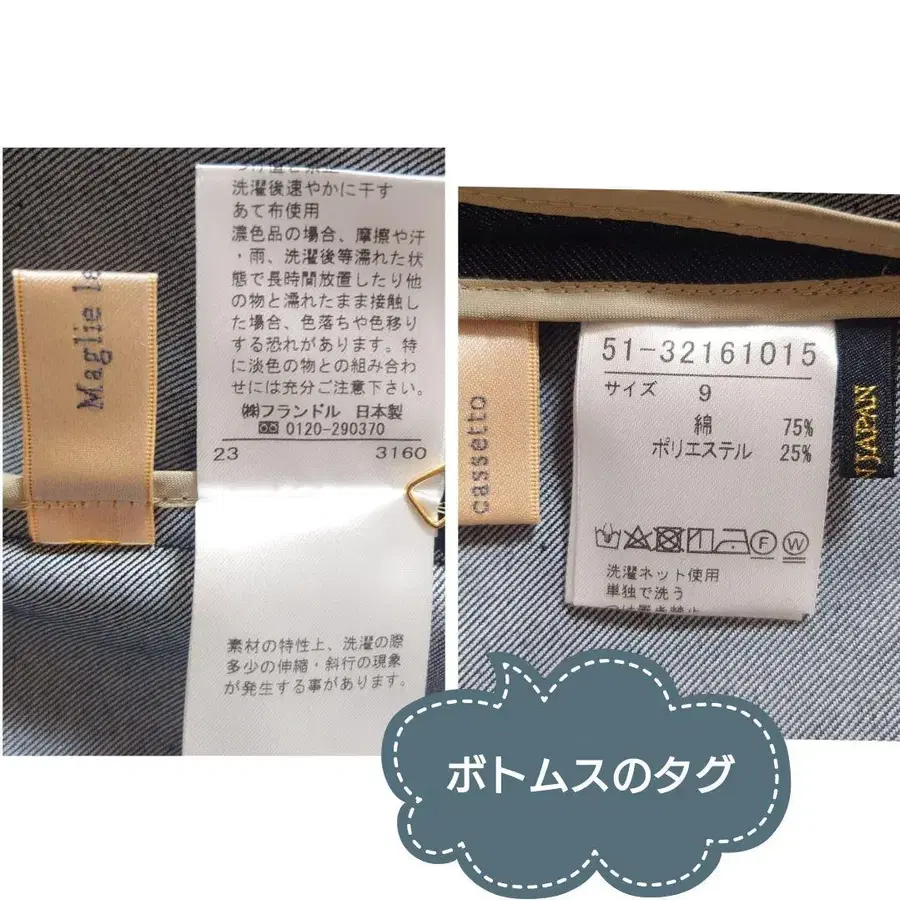 洗濯後速やかに干す
あて布使用
濃色品の場合、摩擦や汗
・雨、洗濯後等濡れた状
態で長時間放置したり他
の物と濡れたまま接触し
た場合、色落ちや色移り
する恐れがあります。特
に淡色の物との組み合わ
せには充分ご注意下さい。
㈱フランドル 日本製
0120-290370
23 3160
素材の特性上、洗濯の際
多少の伸縮・斜行の現象
が発生する事があります。
Maglie
cassetto
51-32161015
サイズ 9
綿 75%
ポリエステル 25%
F W
洗濯ネット使用
単独で洗う
つけ置き禁止
JAPAN
ボトムスのタグ